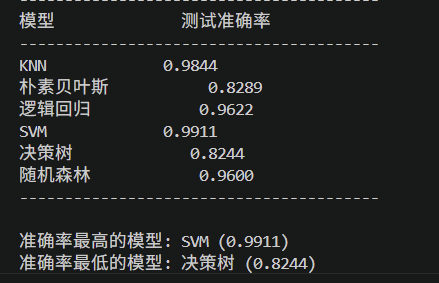 ----------------------------------------
模型              测试准确率
----------------------------------------
KNN             0.9844
朴素贝叶斯           0.8289
逻辑回归            0.9622
SVM             0.9911
决策树             0.8244
随机森林            0.9600
----------------------------------------
准确率最高的模型: SVM (0.9911)
准确率最低的模型: 决策树 (0.8244)